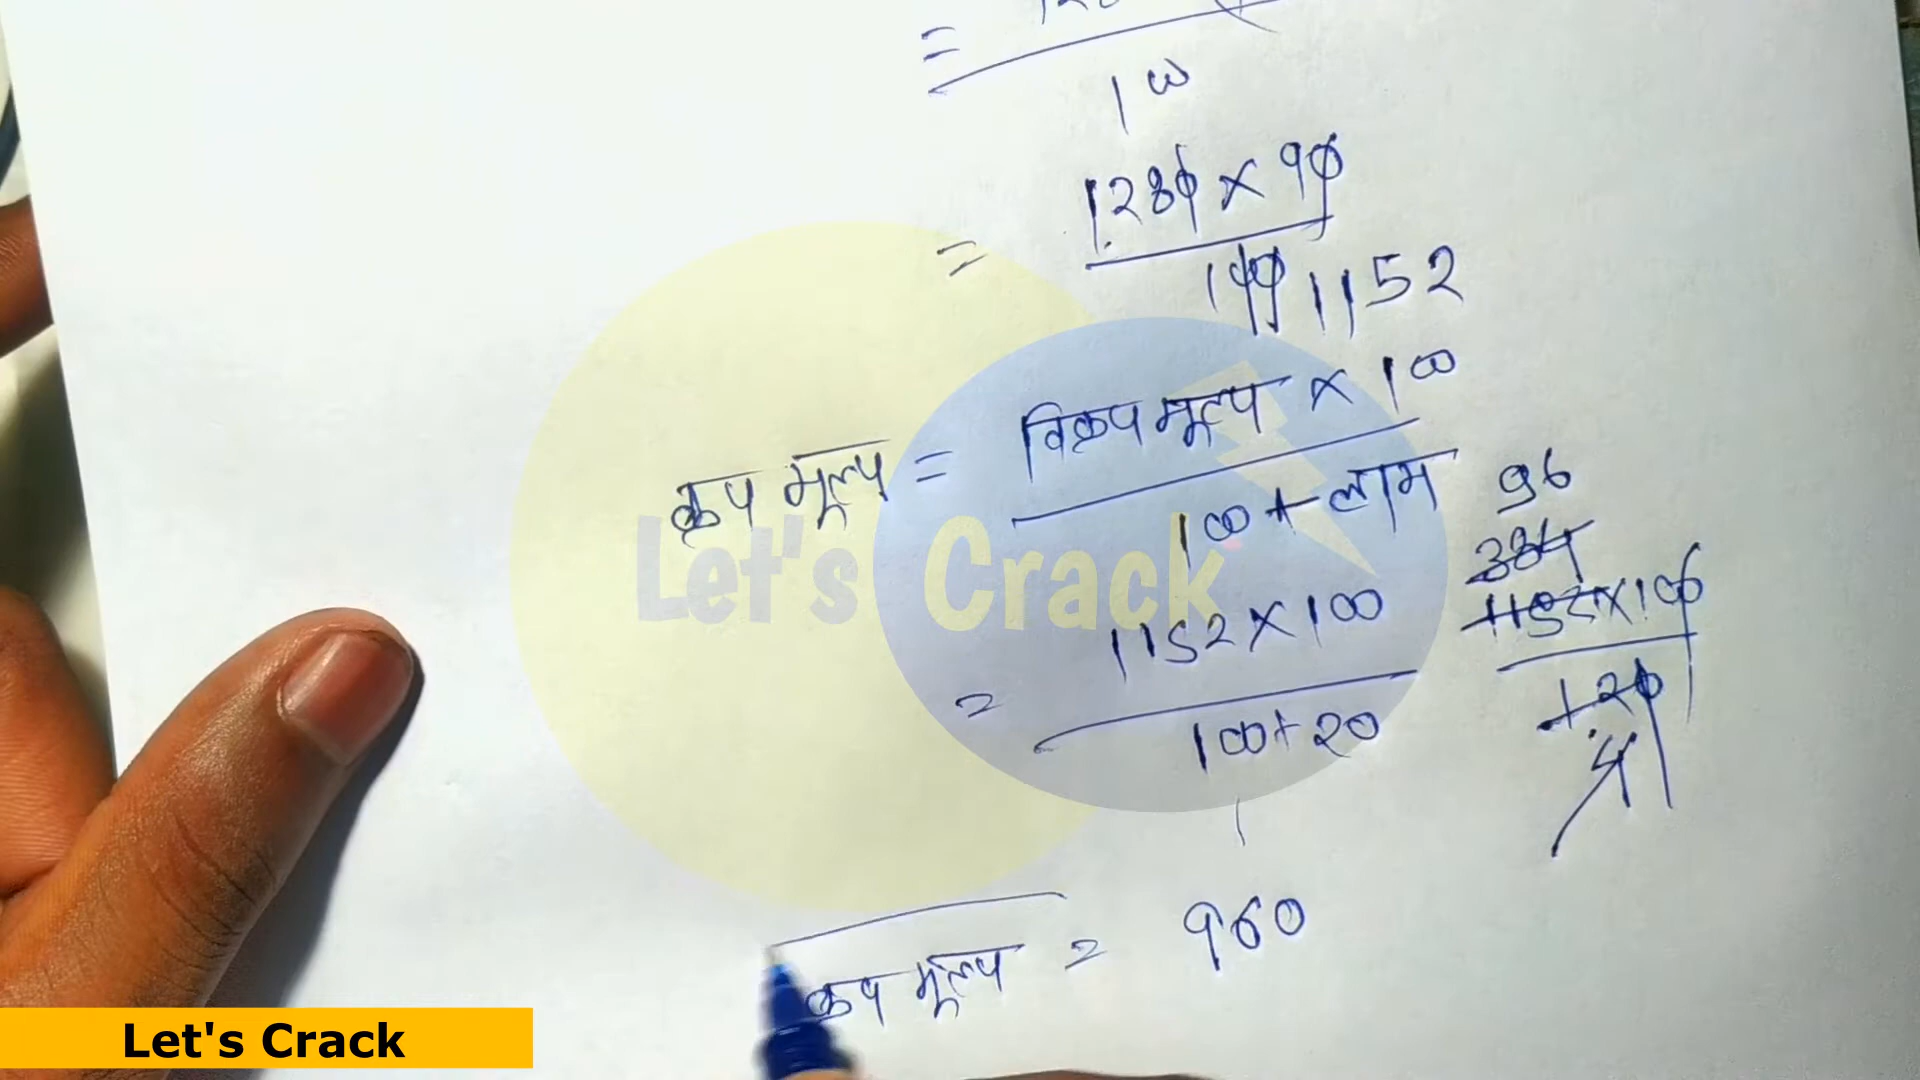 =
100
= 1280 × 90
100 1152
क्रय मूल्य = विक्रय मूल्य × 100
100 + लाभ
96
384
= 1152 × 100
1152 × 100
100 + 20
120
4
क्रय मूल्य = 960
Let's Crack
Let's Crack